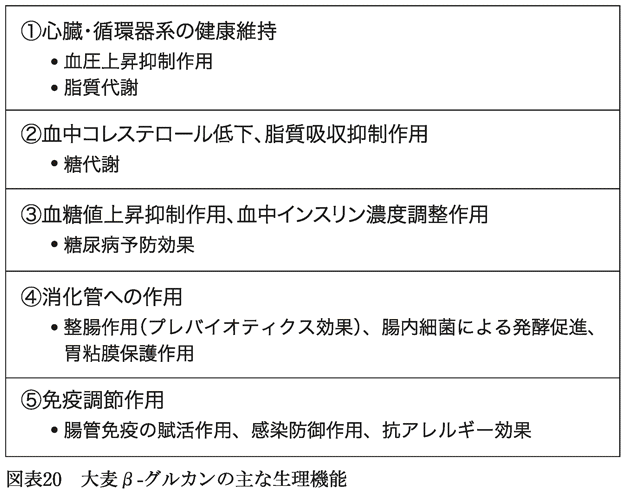 ①心臓・循環器系の健康維持
• 血圧上昇抑制作用
• 脂質代謝
②血中コレステロール低下、脂質吸収抑制作用
• 糖代謝
③血糖値上昇抑制作用、血中インスリン濃度調整作用
• 糖尿病予防効果
④消化管への作用
• 整腸作用（プレバイオティクス効果）、腸内細菌による発酵促進、
胃粘膜保護作用
⑤免疫調節作用
• 腸管免疫の賦活作用、感染防御作用、抗アレルギー効果
図表20　大麦β-グルカンの主な生理機能